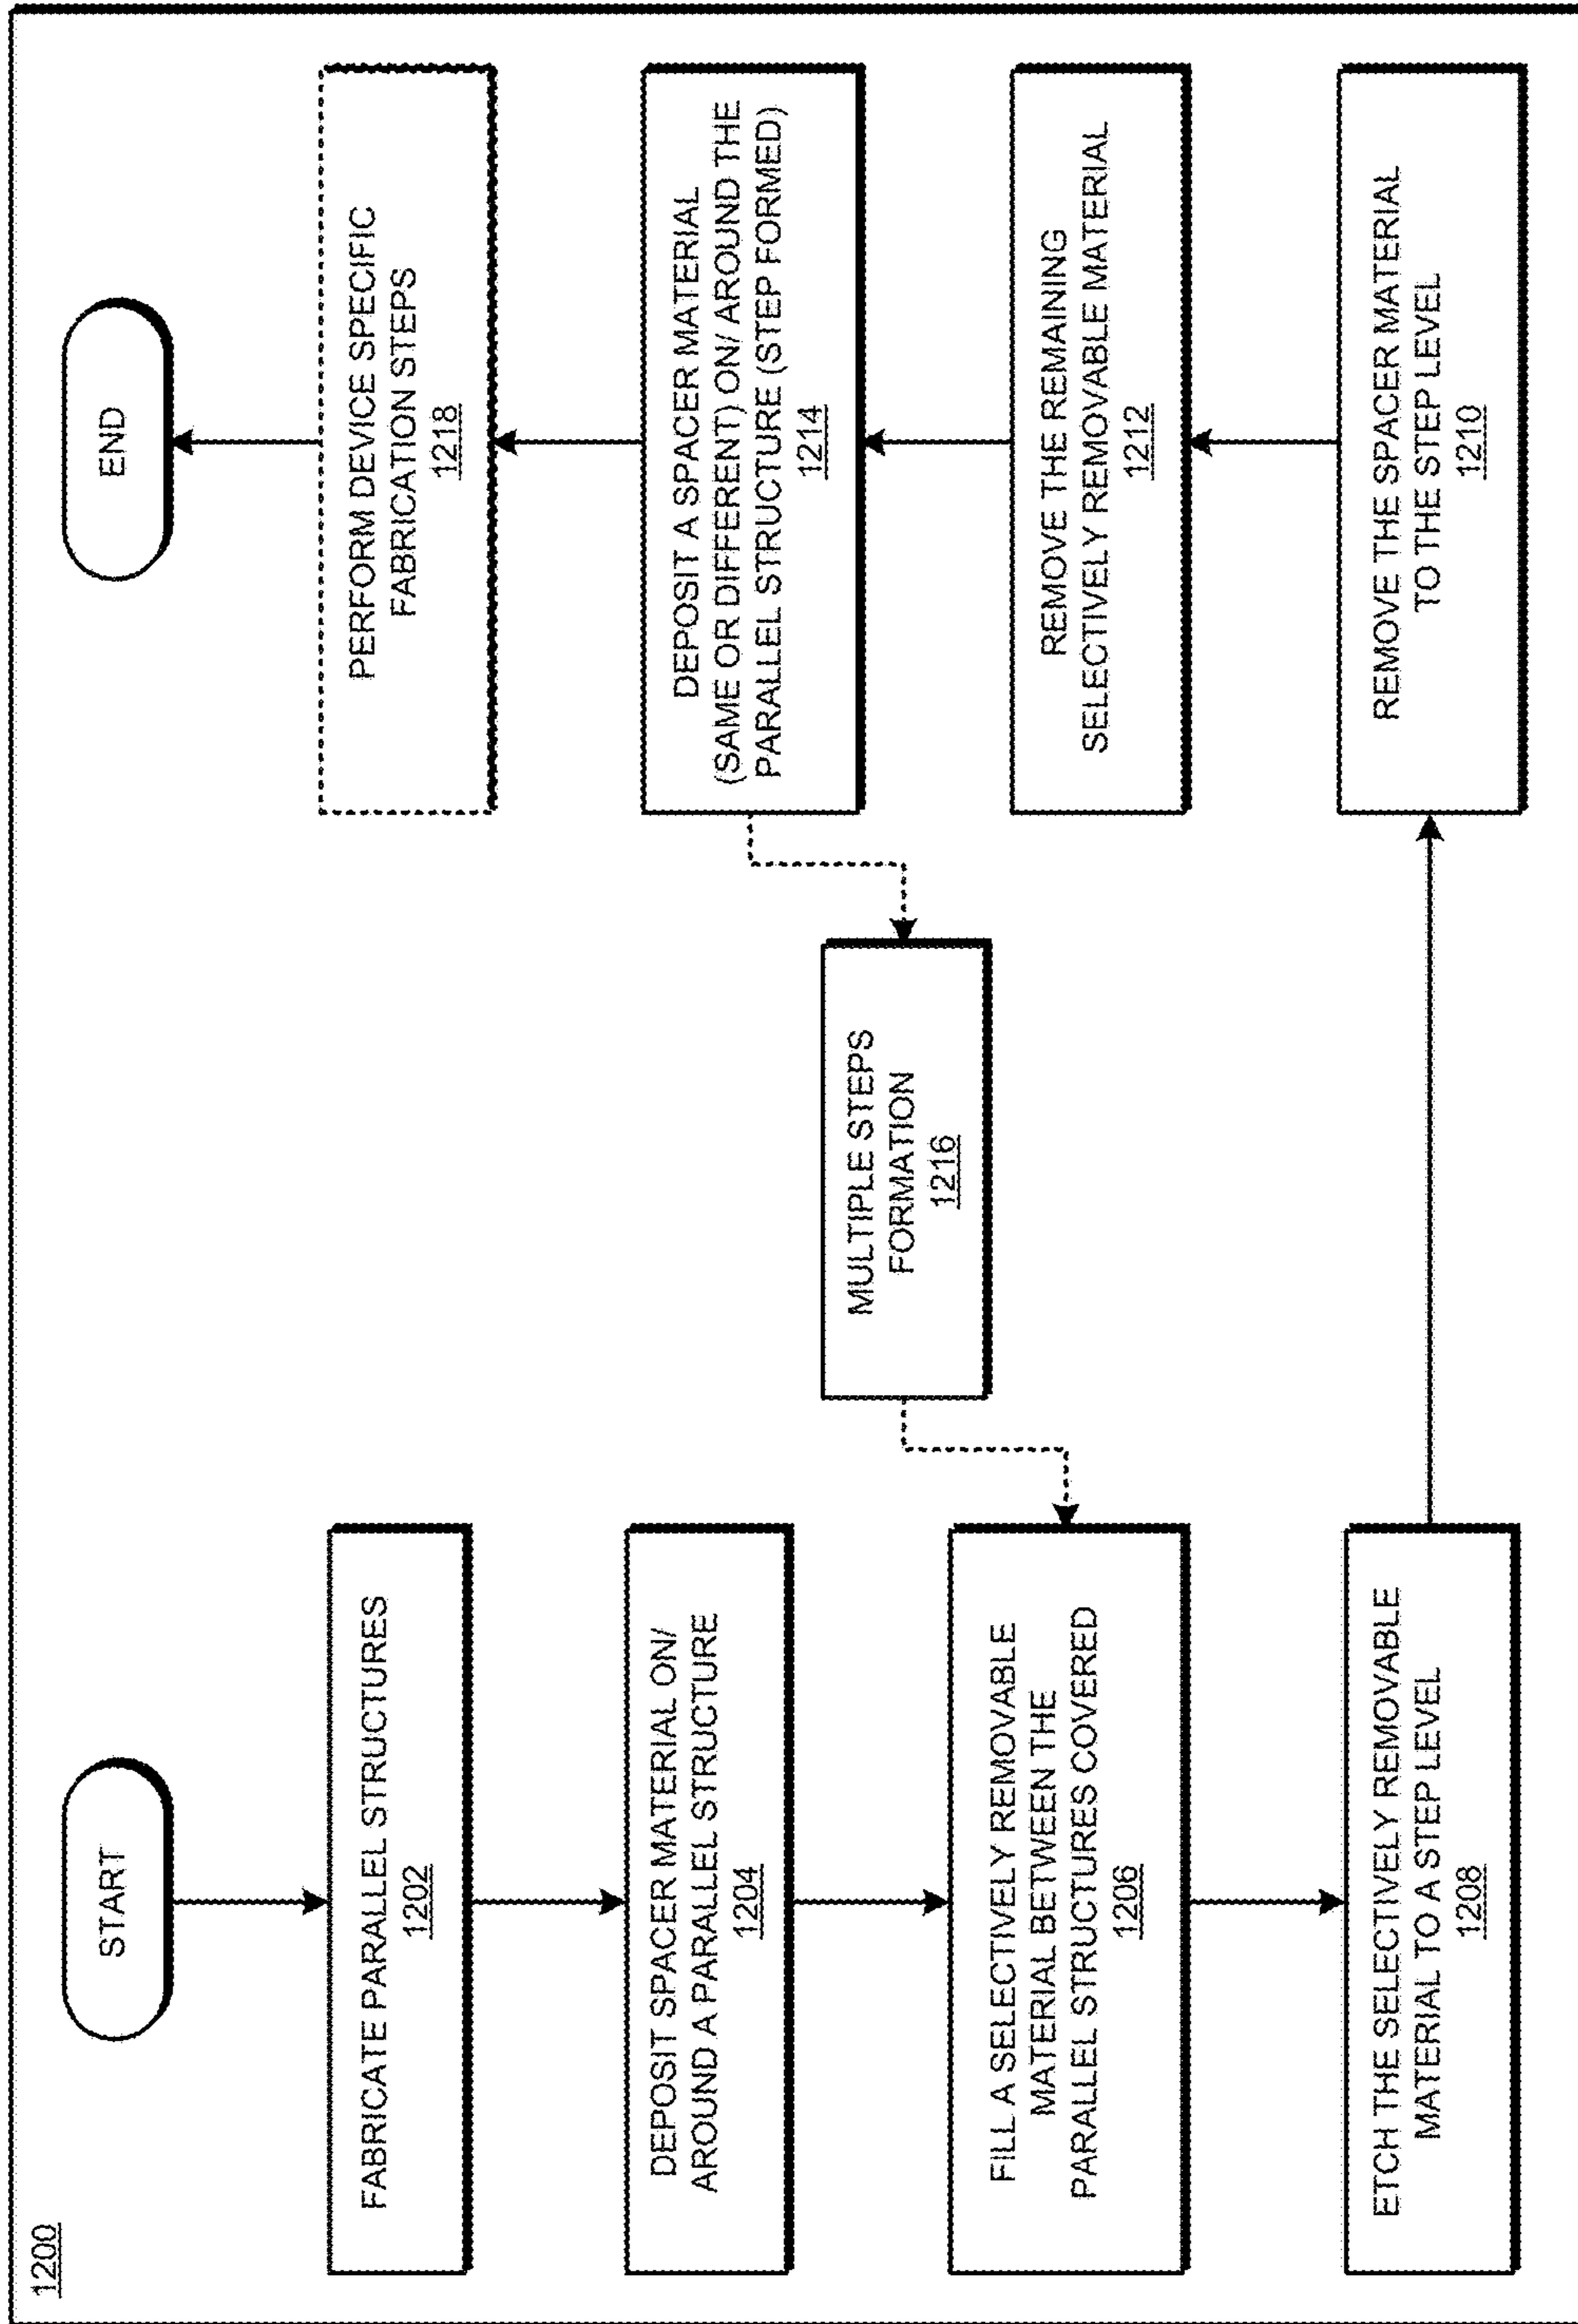 1200
START
FABRICATE PARALLEL STRUCTURES
1202
DEPOSIT SPACER MATERIAL ON/
AROUND A PARALLEL STRUCTURE
1204
FILL A SELECTIVELY REMOVABLE
MATERIAL BETWEEN THE
PARALLEL STRUCTURES COVERED
1206
ETCH THE SELECTIVELY REMOVABLE
MATERIAL TO A STEP LEVEL
1208
MULTIPLE STEPS
FORMATION
1216
END
PERFORM DEVICE SPECIFIC
FABRICATION STEPS
1218
DEPOSIT A SPACER MATERIAL
(SAME OR DIFFERENT) ON/ AROUND THE
PARALLEL STRUCTURE (STEP FORMED)
1214
REMOVE THE REMAINING
SELECTIVELY REMOVABLE MATERIAL
1212
REMOVE THE SPACER MATERIAL
TO THE STEP LEVEL
1210